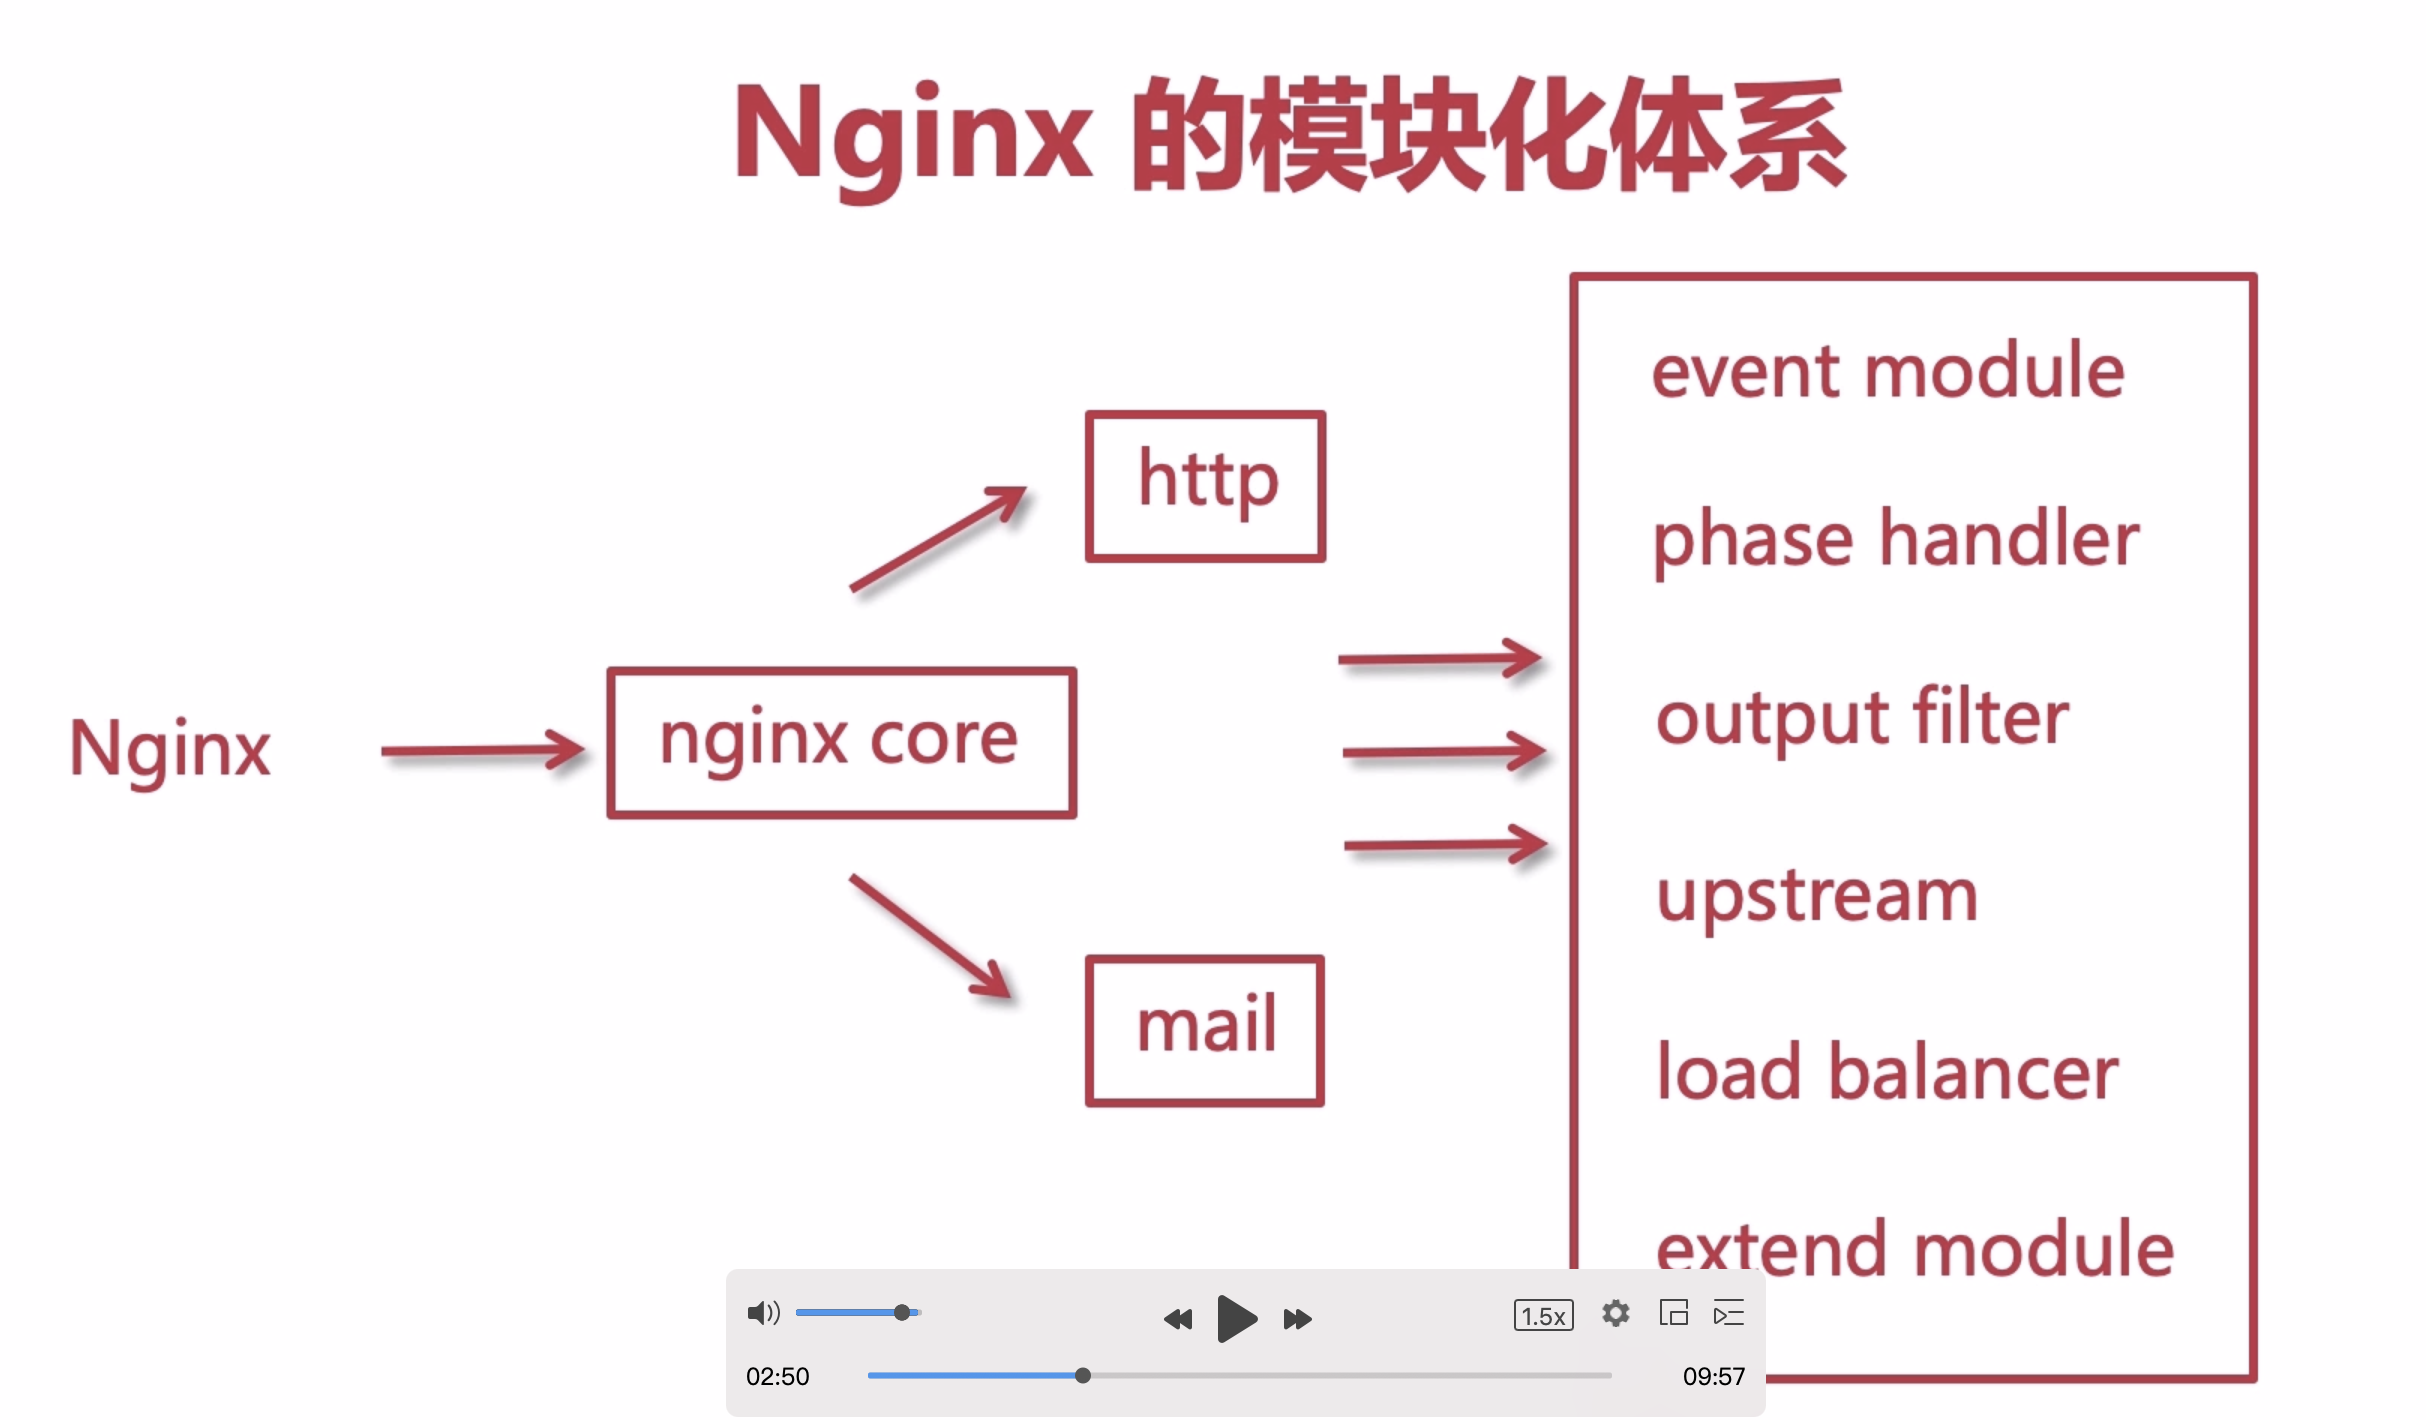 Nginx 的模块化体系
Nginx
nginx core
http
mail
event module
phase handler
output filter
upstream
load balancer
extend module
1.5x
02:50
09:57